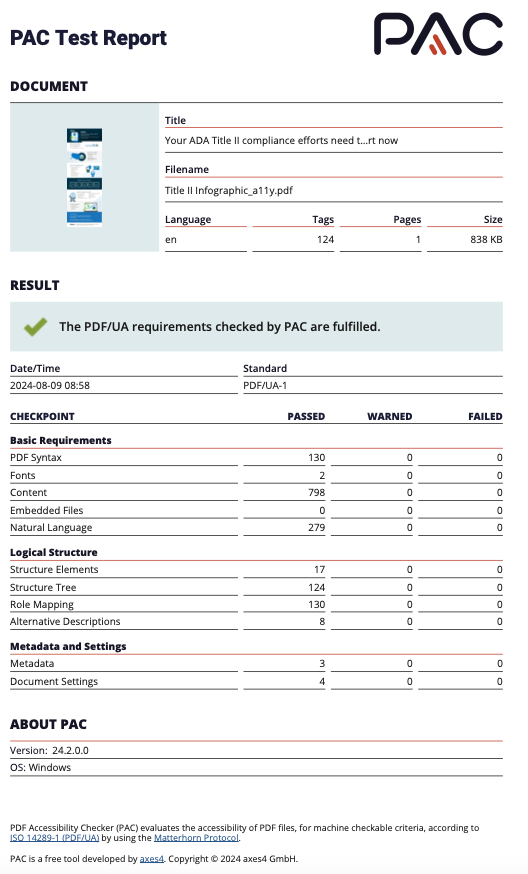 PAC Test Report
PAC
DOCUMENT
Title
Your ADA Title II compliance efforts need t...rt now
Filename
Title II Infographic_a11y.pdf
Language Tags Pages Size
en 124 1 838 KB
RESULT
The PDF/UA requirements checked by PAC are fulfilled.
Date/Time Standard
2024-08-09 08:58 PDF/UA-1
CHECKPOINT PASSED WARNED FAILED
Basic Requirements
PDF Syntax 130 0 0
Fonts 2 0 0
Content 798 0 0
Embedded Files 0 0 0
Natural Language 279 0 0
Logical Structure
Structure Elements 17 0 0
Structure Tree 124 0 0
Role Mapping 130 0 0
Alternative Descriptions 8 0 0
Metadata and Settings
Metadata 3 0 0
Document Settings 4 0 0
ABOUT PAC
Version: 24.2.0.0
OS: Windows
PDF Accessibility Checker (PAC) evaluates the accessibility of PDF files, for machine checkable criteria, according to
ISO 14289-1 (PDF/UA) by using the Matterhorn Protocol.
PAC is a free tool developed by axes4. Copyright © 2024 axes4 GmbH.